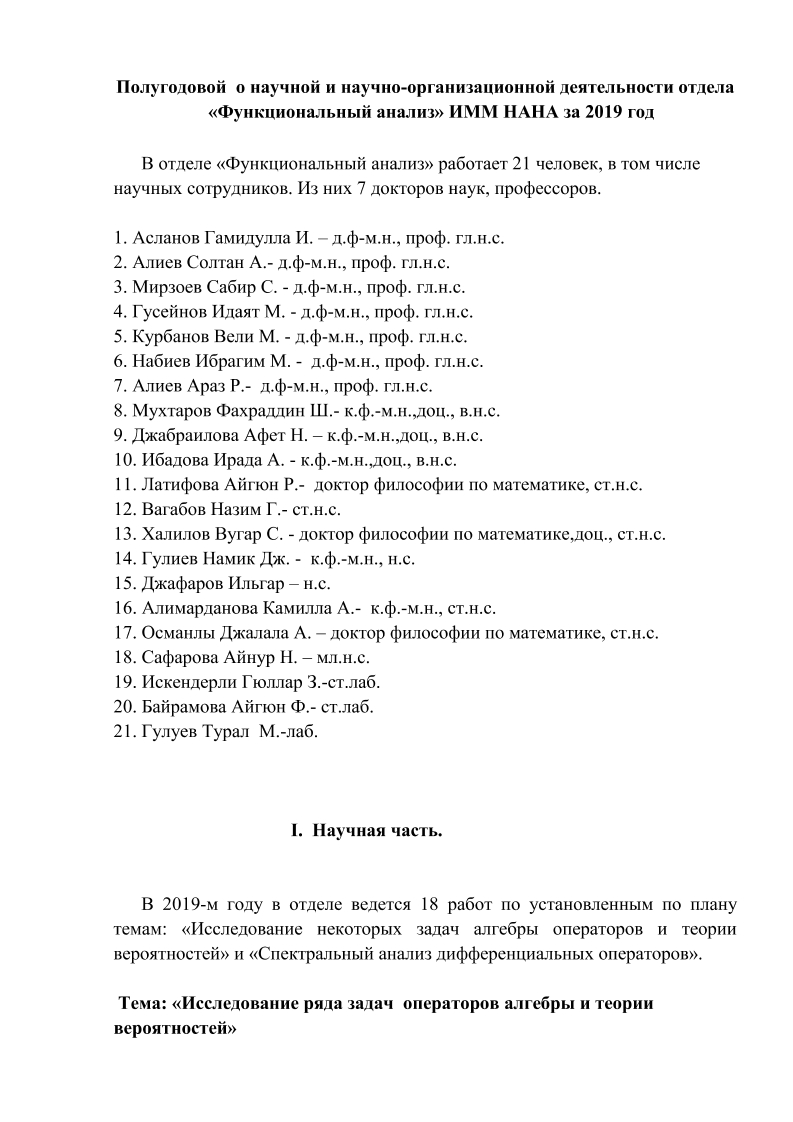 Полугодовой о научной и научно-организационной деятельности отдела
«Функциональный анализ» ИММ НАНА за 2019 год
В отделе «Функциональный анализ» работает 21 человек, в том числе
научных сотрудников. Из них 7 докторов наук, профессоров.
1. Асланов Гамидулла И. – д.ф-м.н., проф. гл.н.с.
2. Алиев Солтан А.- д.ф-м.н., проф. гл.н.с.
3. Мирзоев Сабир С. - д.ф-м.н., проф. гл.н.с.
4. Гусейнов Идаят М. - д.ф-м.н., проф. гл.н.с.
5. Курбанов Вели М. - д.ф-м.н., проф. гл.н.с.
6. Набиев Ибрагим М. - д.ф-м.н., проф. гл.н.с.
7. Алиев Араз Р.- д.ф-м.н., проф. гл.н.с.
8. Мухтаров Фахраддин Ш.- к.ф.-м.н.,доц., в.н.с.
9. Джабраилова Афет Н. – к.ф.-м.н.,доц., в.н.с.
10. Ибадова Ирада А. - к.ф.-м.н.,доц., в.н.с.
11. Латифова Айгюн Р.- доктор философии по математике, ст.н.с.
12. Вагабов Назим Г.- ст.н.с.
13. Халилов Вугар С. - доктор философии по математике,доц., ст.н.с.
14. Гулиев Намик Дж. - к.ф.-м.н., н.с.
15. Джафаров Ильгар – н.с.
16. Алимарданова Камилла А.- к.ф.-м.н., ст.н.с.
17. Османлы Джалала А. – доктор философии по математике, ст.н.с.
18. Сафарова Айнур Н. – мл.н.с.
19. Искендерли Гюллар З.-ст.лаб.
20. Байрамова Айгюн Ф.- ст.лаб.
21. Гулуев Турал М.-лаб.
I. Научная часть.
В 2019-м году в отделе ведется 18 работ по установленным по плану
темам: «Исследование некоторых задач алгебры операторов и теории
вероятностей» и «Спектральный анализ дифференциальных операторов».
Тема: «Исследование ряда задач операторов алгебры и теории
вероятностей»